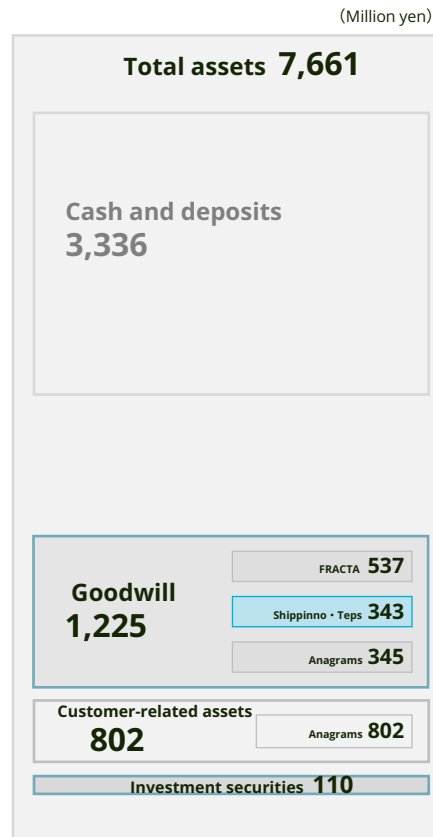 （Million yen）
Total assets 7,661
Cash and deposits
3,336
FRACTA 537
Goodwill
1,225
Shippinno・Teps 343
Anagrams 345
Customer-related assets
802
Anagrams 802
Investment securities 110